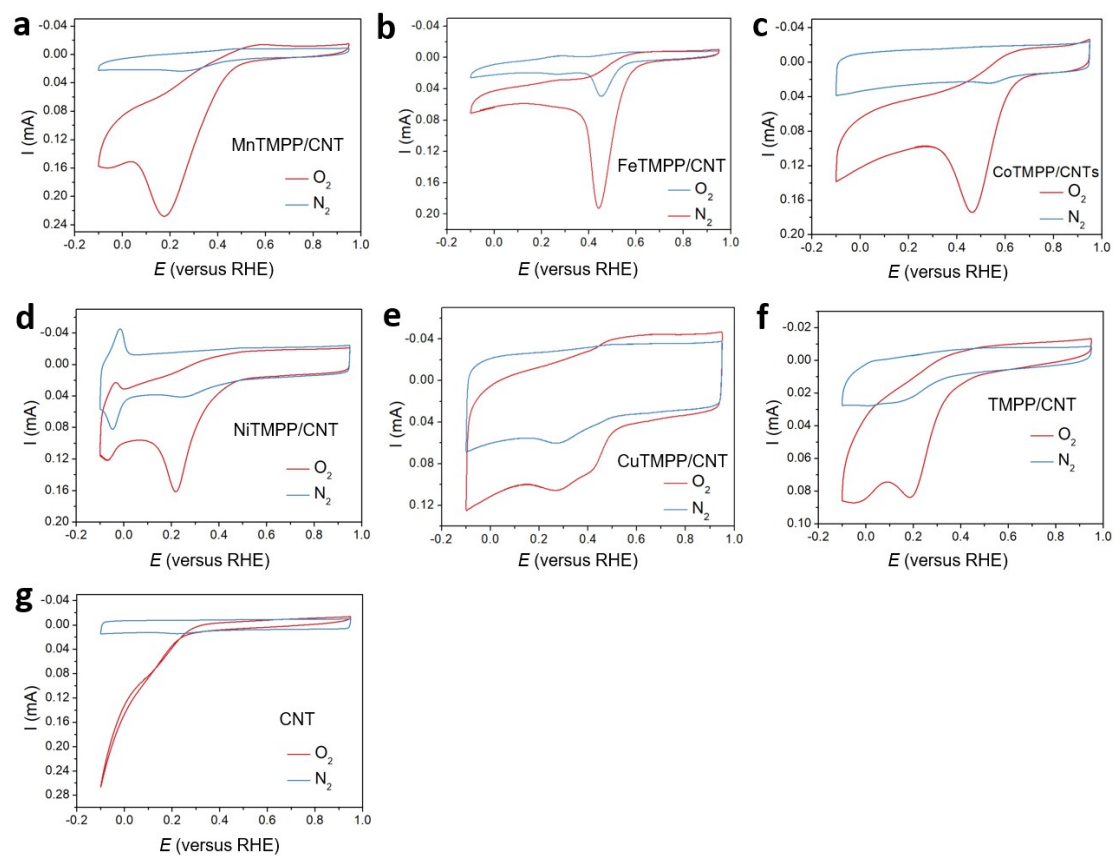 a
-0.04
0.00
0.04
0.08
0.12
0.16
0.20
0.24
I (mA)
MnTMPP/CNT
O₂
N₂
-0.2 0.0 0.2 0.4 0.6 0.8 1.0
E (versus RHE)
b
-0.04
0.00
0.04
0.08
0.12
0.16
0.20
I (mA)
FeTMPP/CNT
O₂
N₂
-0.2 0.0 0.2 0.4 0.6 0.8 1.0
E (versus RHE)
c
-0.04
0.00
0.04
0.08
0.12
0.16
0.20
I (mA)
CoTMPP/CNTs
O₂
N₂
-0.2 0.0 0.2 0.4 0.6 0.8 1.0
E (versus RHE)
d
-0.04
0.00
0.04
0.08
0.12
0.16
0.20
I (mA)
NiTMPP/CNT
O₂
N₂
-0.2 0.0 0.2 0.4 0.6 0.8 1.0
E (versus RHE)
e
-0.04
0.00
0.04
0.08
0.12
I (mA)
CuTMPP/CNT
O₂
N₂
-0.2 0.0 0.2 0.4 0.6 0.8 1.0
E (versus RHE)
f
-0.02
0.00
0.02
0.04
0.06
0.08
0.10
I (mA)
TMPP/CNT
O₂
N₂
-0.2 0.0 0.2 0.4 0.6 0.8 1.0
E (versus RHE)
g
-0.04
0.00
0.04
0.08
0.12
0.16
0.20
0.24
0.28
I (mA)
CNT
O₂
N₂
-0.2 0.0 0.2 0.4 0.6 0.8 1.0
E (versus RHE)